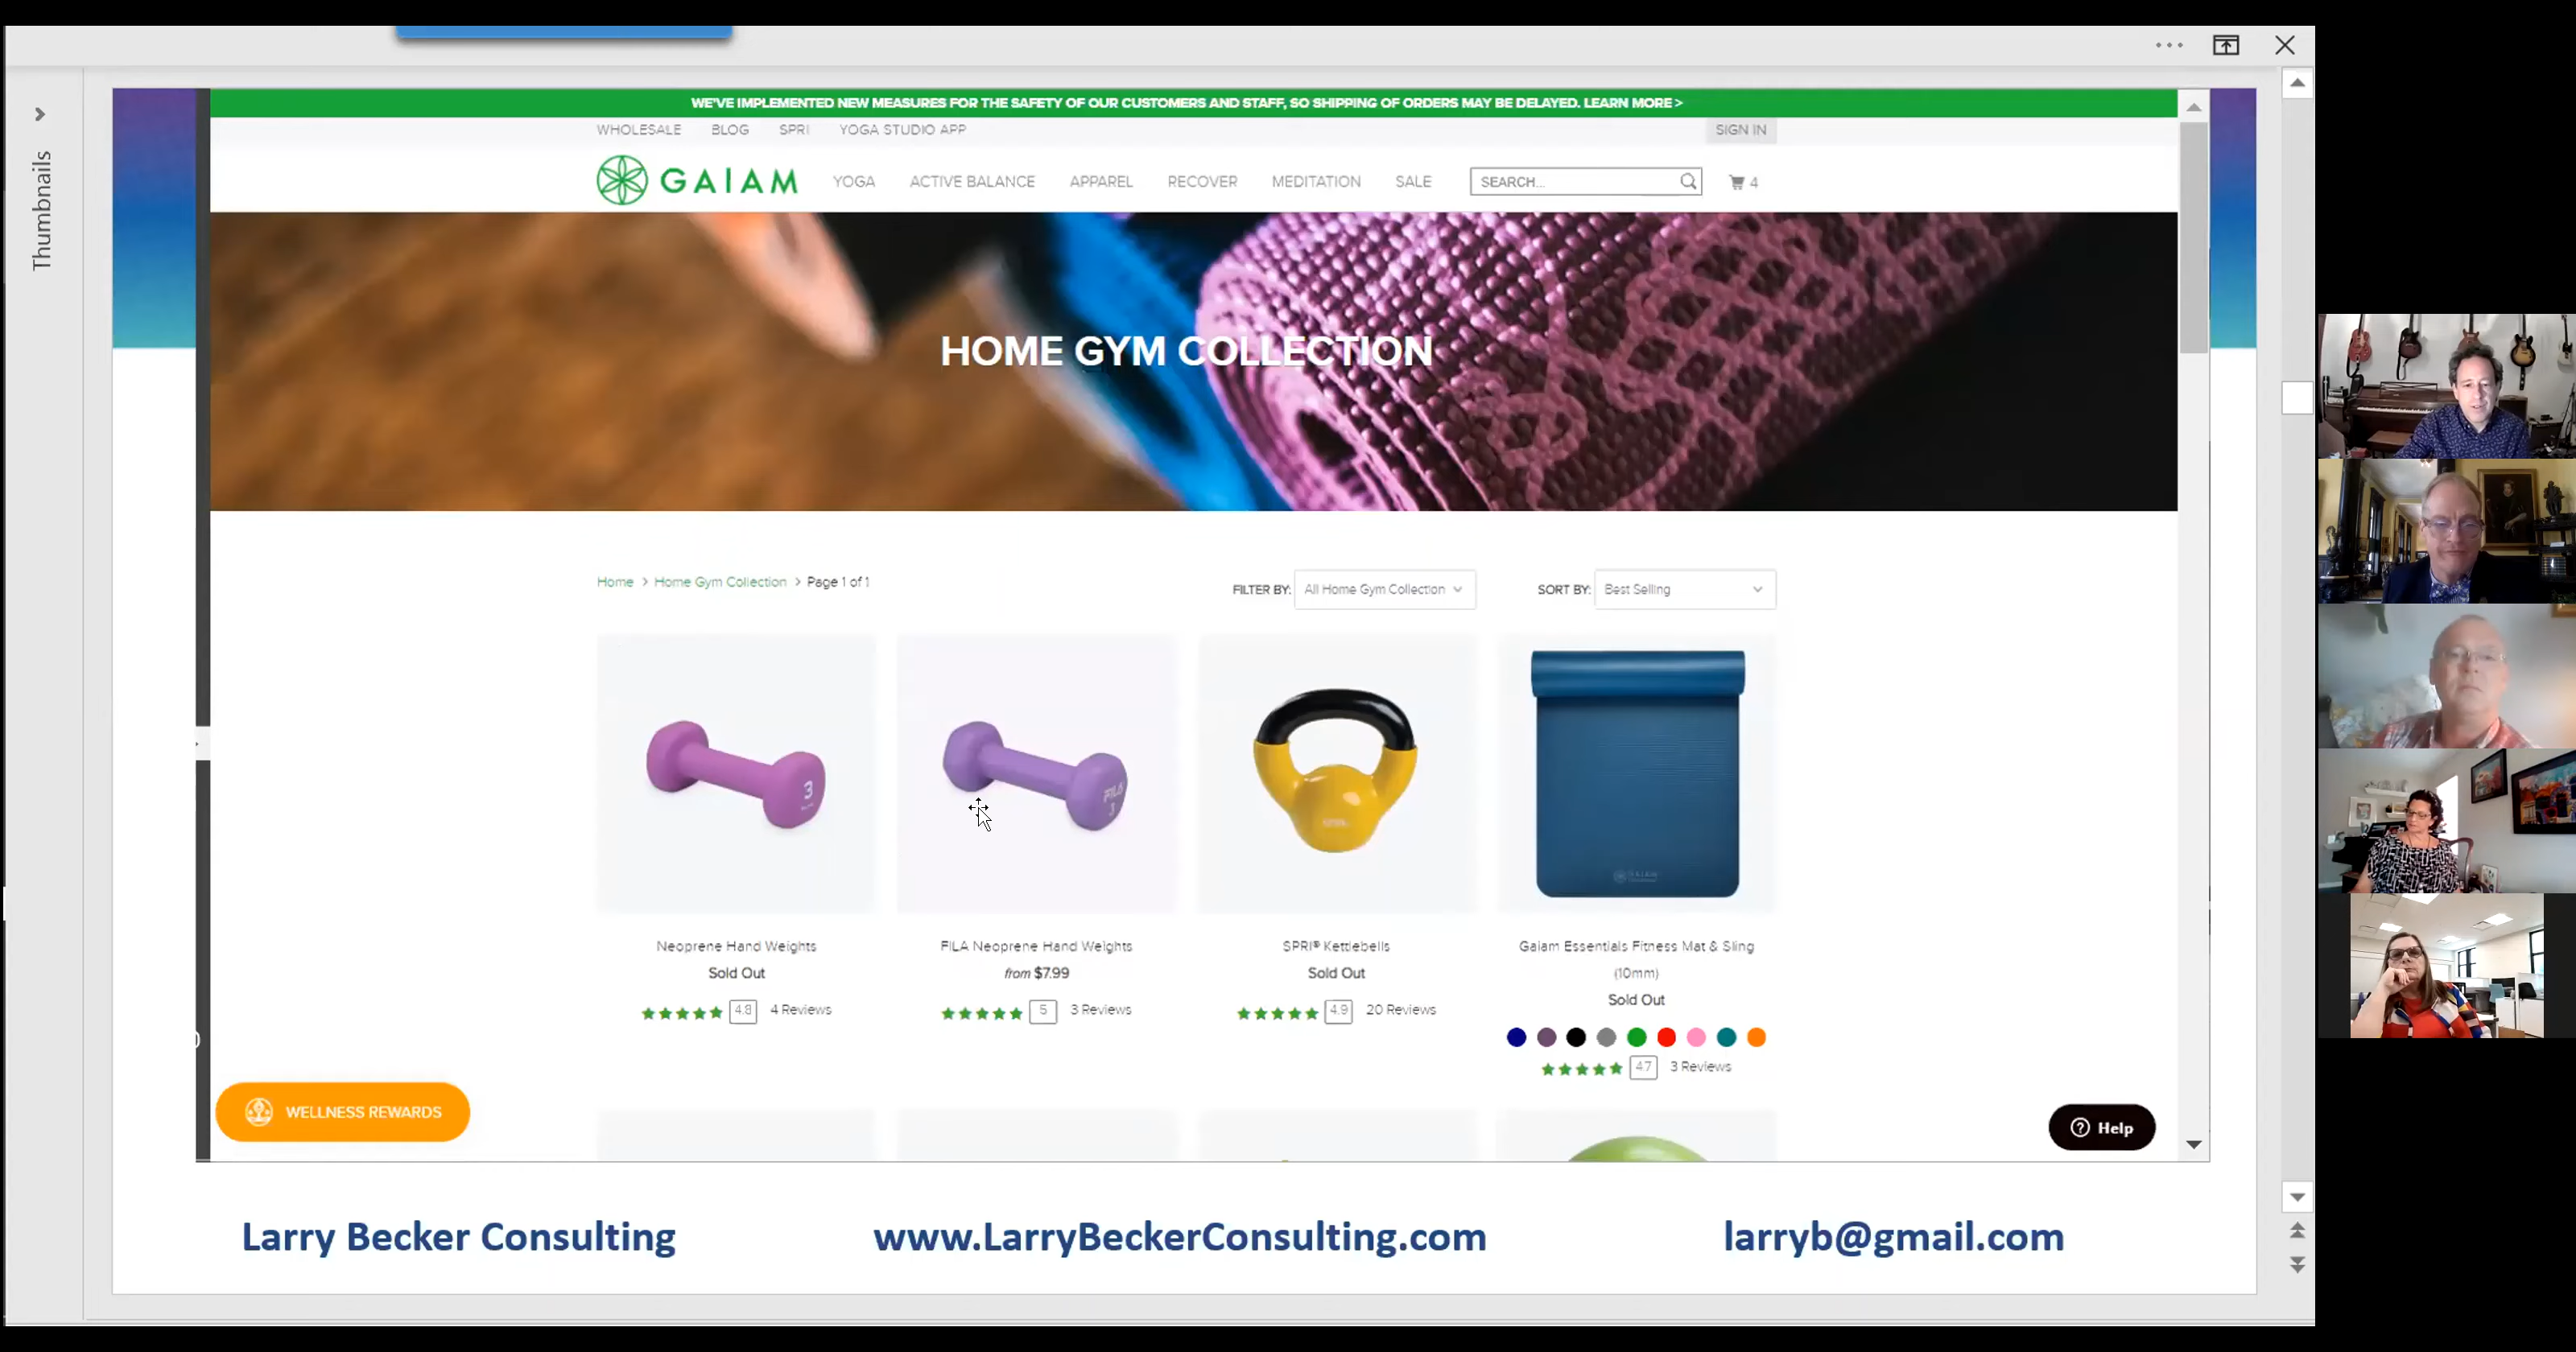 Thumbnails
WE'VE IMPLEMENTED NEW MEASURES FOR THE SAFETY OF OUR CUSTOMERS AND STAFF, SO SHIPPING OF ORDERS MAY BE DELAYED. LEARN MORE >
WHOLESALE BLOG SPRI YOGA STUDIO APP SIGN IN
GAIAM YOGA ACTIVE BALANCE APPAREL RECOVER MEDITATION SALE SEARCH... 4
HOME GYM COLLECTION
Home > Home Gym Collection > Page 1 of 1 FILTER BY: All Home Gym Collection SORT BY: Best Selling
3
FILA
3
SPRI
GAIAM
Neoprene Hand Weights
Sold Out
4.8 4 Reviews
FILA Neoprene Hand Weights
from $7.99
5 3 Reviews
SPRI® Kettlebells
Sold Out
4.9 20 Reviews
Gaiam Essentials Fitness Mat & Sling
(10mm)
Sold Out
4.7 3 Reviews
WELLNESS REWARDS
Help
Larry Becker Consulting www.LarryBeckerConsulting.com larryb@gmail.com